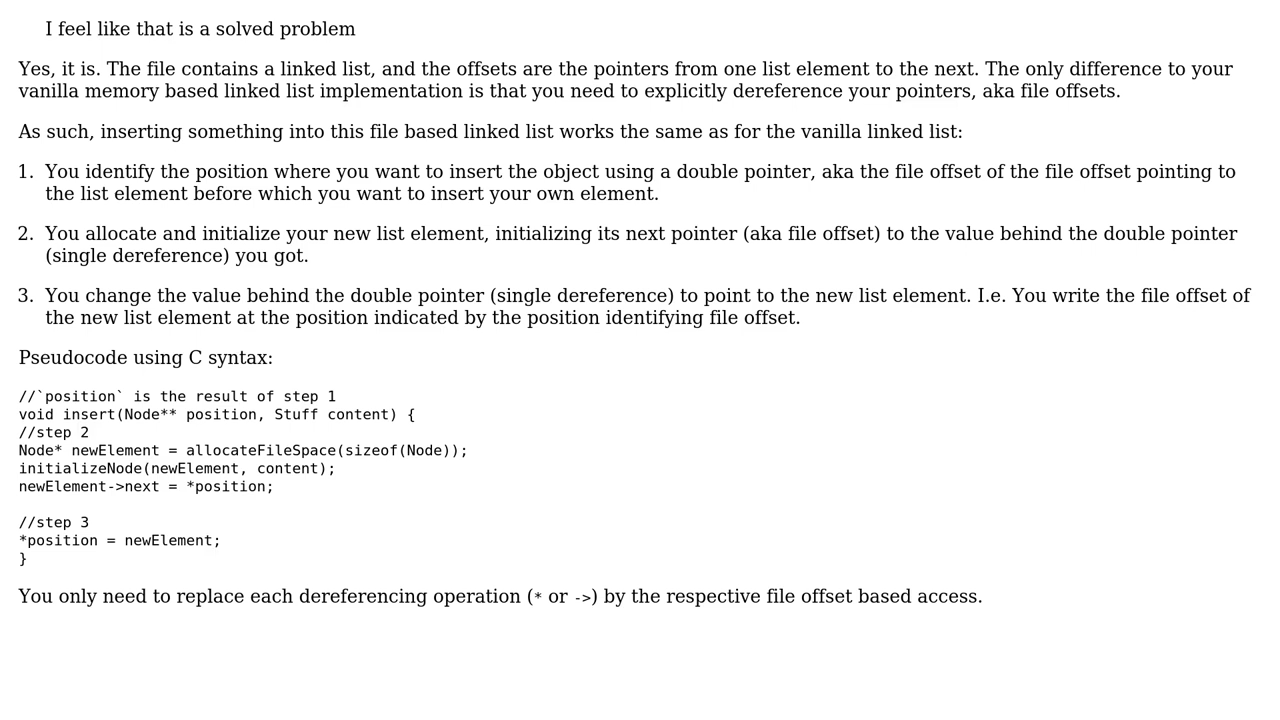 I feel like that is a solved problem
Yes, it is. The file contains a linked list, and the offsets are the pointers from one list element to the next. The only difference to your
vanilla memory based linked list implementation is that you need to explicitly dereference your pointers, aka file offsets.
As such, inserting something into this file based linked list works the same as for the vanilla linked list:
1. You identify the position where you want to insert the object using a double pointer, aka the file offset of the file offset pointing to
the list element before which you want to insert your own element.
2. You allocate and initialize your new list element, initializing its next pointer (aka file offset) to the value behind the double pointer
(single dereference) you got.
3. You change the value behind the double pointer (single dereference) to point to the new list element. I.e. You write the file offset of
the new list element at the position indicated by the position identifying file offset.
Pseudocode using C syntax:
//`position` is the result of step 1
void insert(Node** position, Stuff content) {
//step 2
Node* newElement = allocateFileSpace(sizeof(Node));
initializeNode(newElement, content);
newElement->next = *position;
//step 3
*position = newElement;
}
You only need to replace each dereferencing operation (* or ->) by the respective file offset based access.